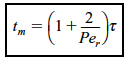 t_m = (1 + 2/Pe_r) τ